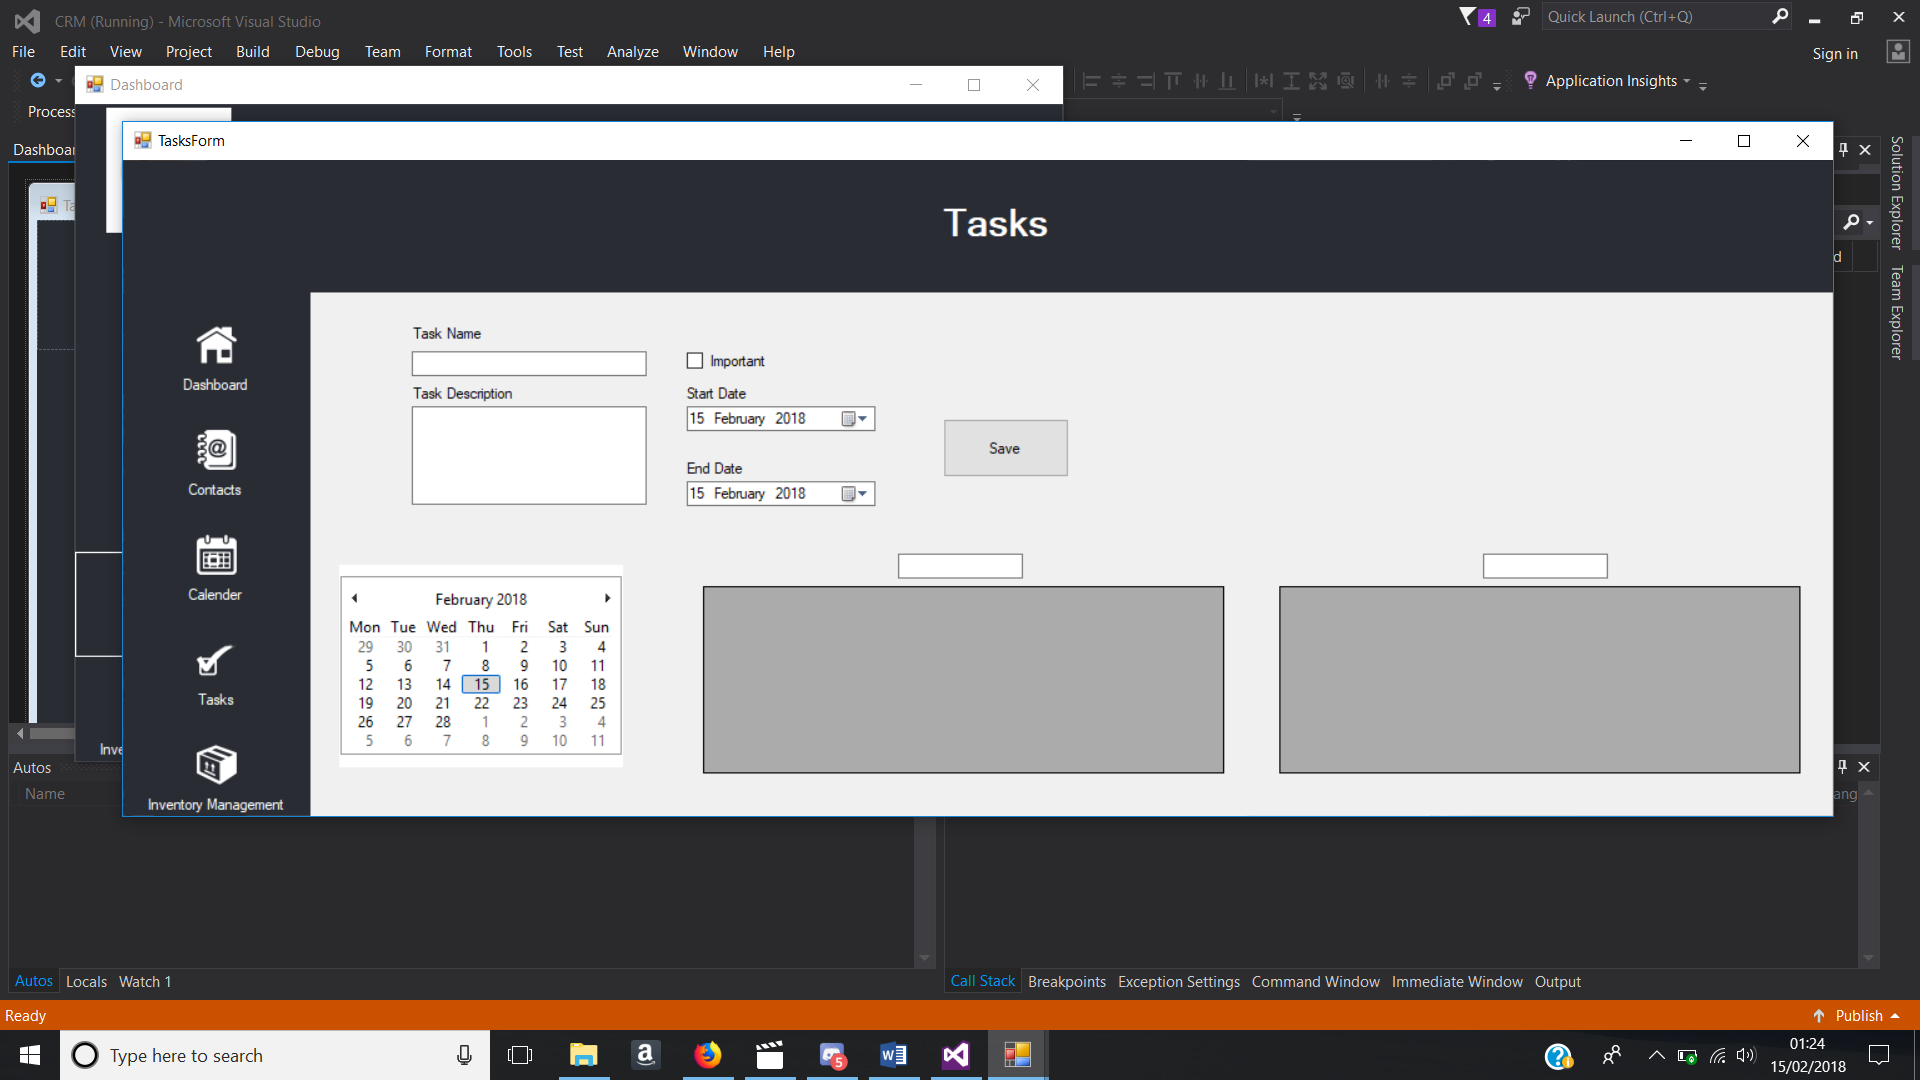 CRM (Running) - Microsoft Visual Studio
4
Quick Launch (Ctrl+Q)
File Edit View Project Build Debug Team Format Tools Test Analyze Window Help
Sign in
Dashboard
Application Insights
Process
Dashboar
TasksForm
Solution Explorer
Team Explorer
Ta
d
Tasks
Dashboard
Contacts
Calender
Tasks
Inventory Management
Task Name
Important
Task Description
Start Date
15 February 2018
End Date
15 February 2018
Save
February 2018
Mon Tue Wed Thu Fri Sat Sun
29 30 31 1 2 3 4
5 6 7 8 9 10 11
12 13 14 15 16 17 18
19 20 21 22 23 24 25
26 27 28 1 2 3 4
5 6 7 8 9 10 11
Inve
Autos
Name
ang
Autos Locals Watch 1
Call Stack Breakpoints Exception Settings Command Window Immediate Window Output
Ready
Publish
Type here to search
a
5
01:24
15/02/2018